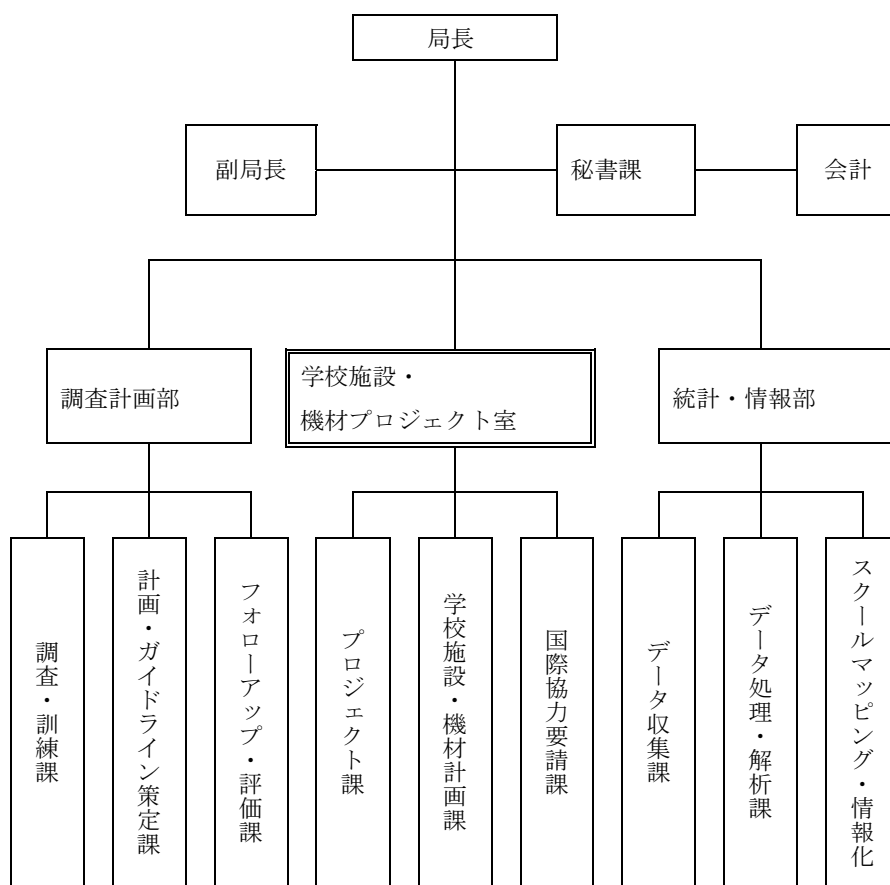 局長
副局長
秘書課
会計
調査計画部
学校施設・
機材プロジェクト室
統計・情報部
調査・訓練課
計画・ガイドライン策定課
フォローアップ・評価課
プロジェクト課
学校施設・機材計画課
国際協力要請課
データ収集課
データ処理・解析課
スクールマッピング・情報化